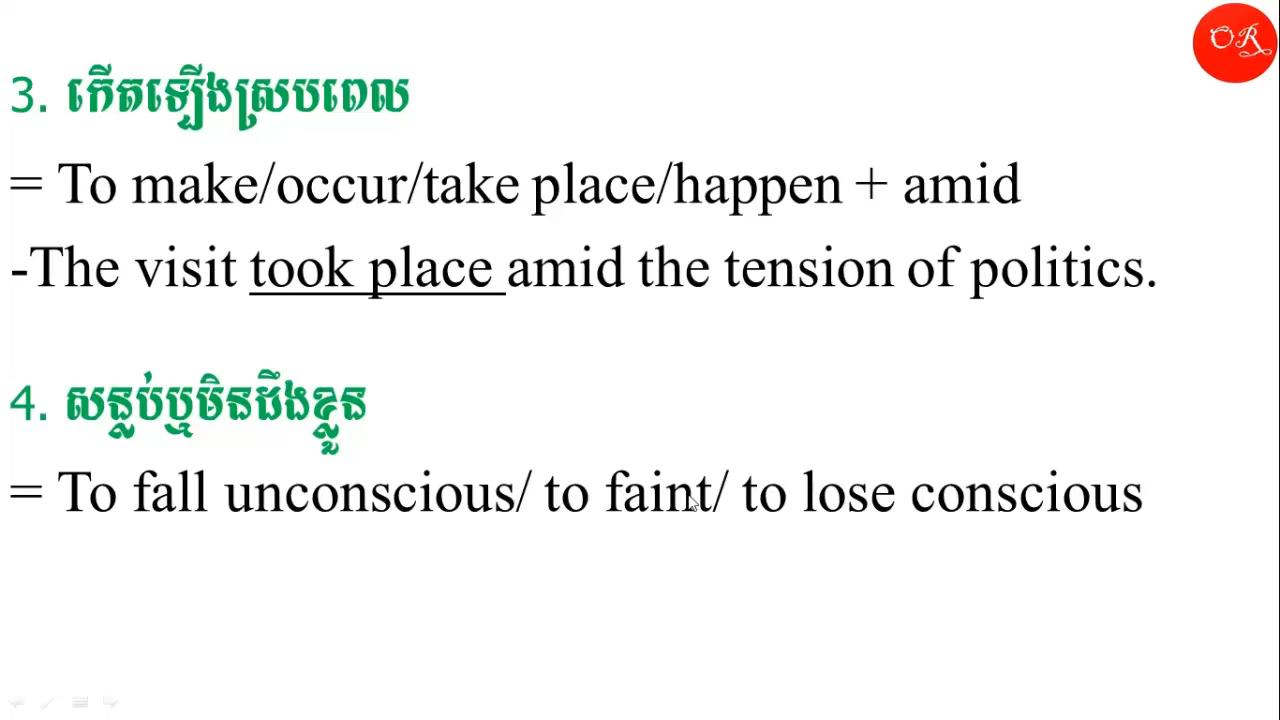 OR
3. កើតឡើងស្របពេល
= To make/occur/take place/happen + amid
-The visit took place amid the tension of politics.
4. សន្លប់ឬមិនដឹងខ្លួន
= To fall unconscious/ to faint/ to lose conscious